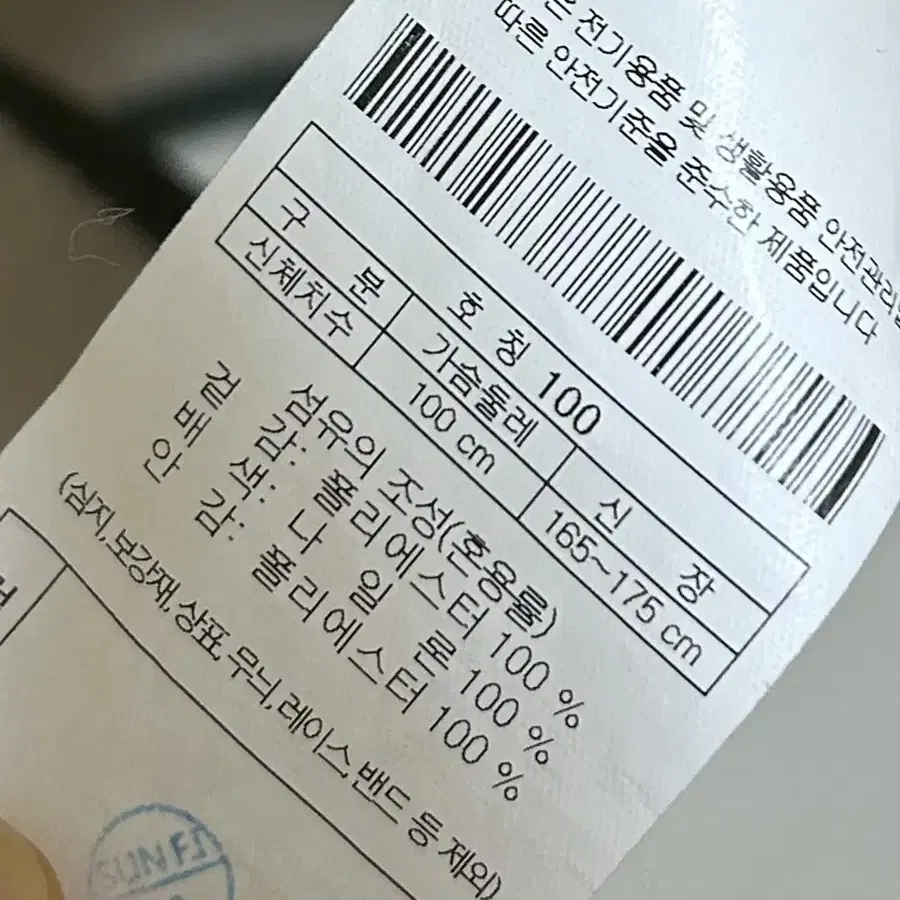 은 전기용품 및 생활용품 안전관리법
따른 안전기준을 준수한 제품입니다
호 칭 100
구 분 가슴둘레 신 장
신체치수 100 cm 165~175 cm
섬유의 조성(혼용률)
겉 감: 폴리에스터 100 %
배 색: 나 일 론 100 %
안 감: 폴리에스터 100 %
(심지,보강재,상표,무늬,레이스,밴드 등 제외)
SUN